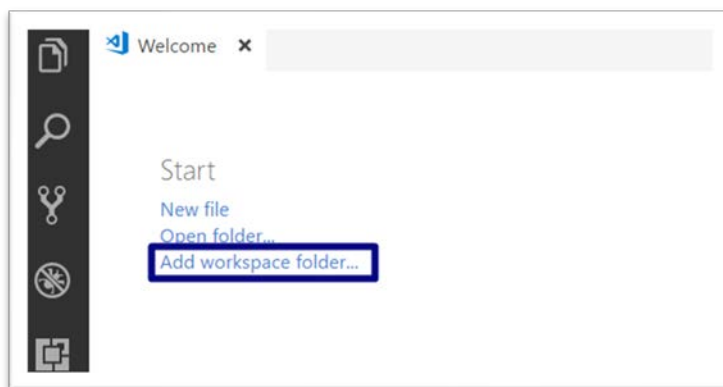 Welcome
Start
New file
Open folder...
Add workspace folder...